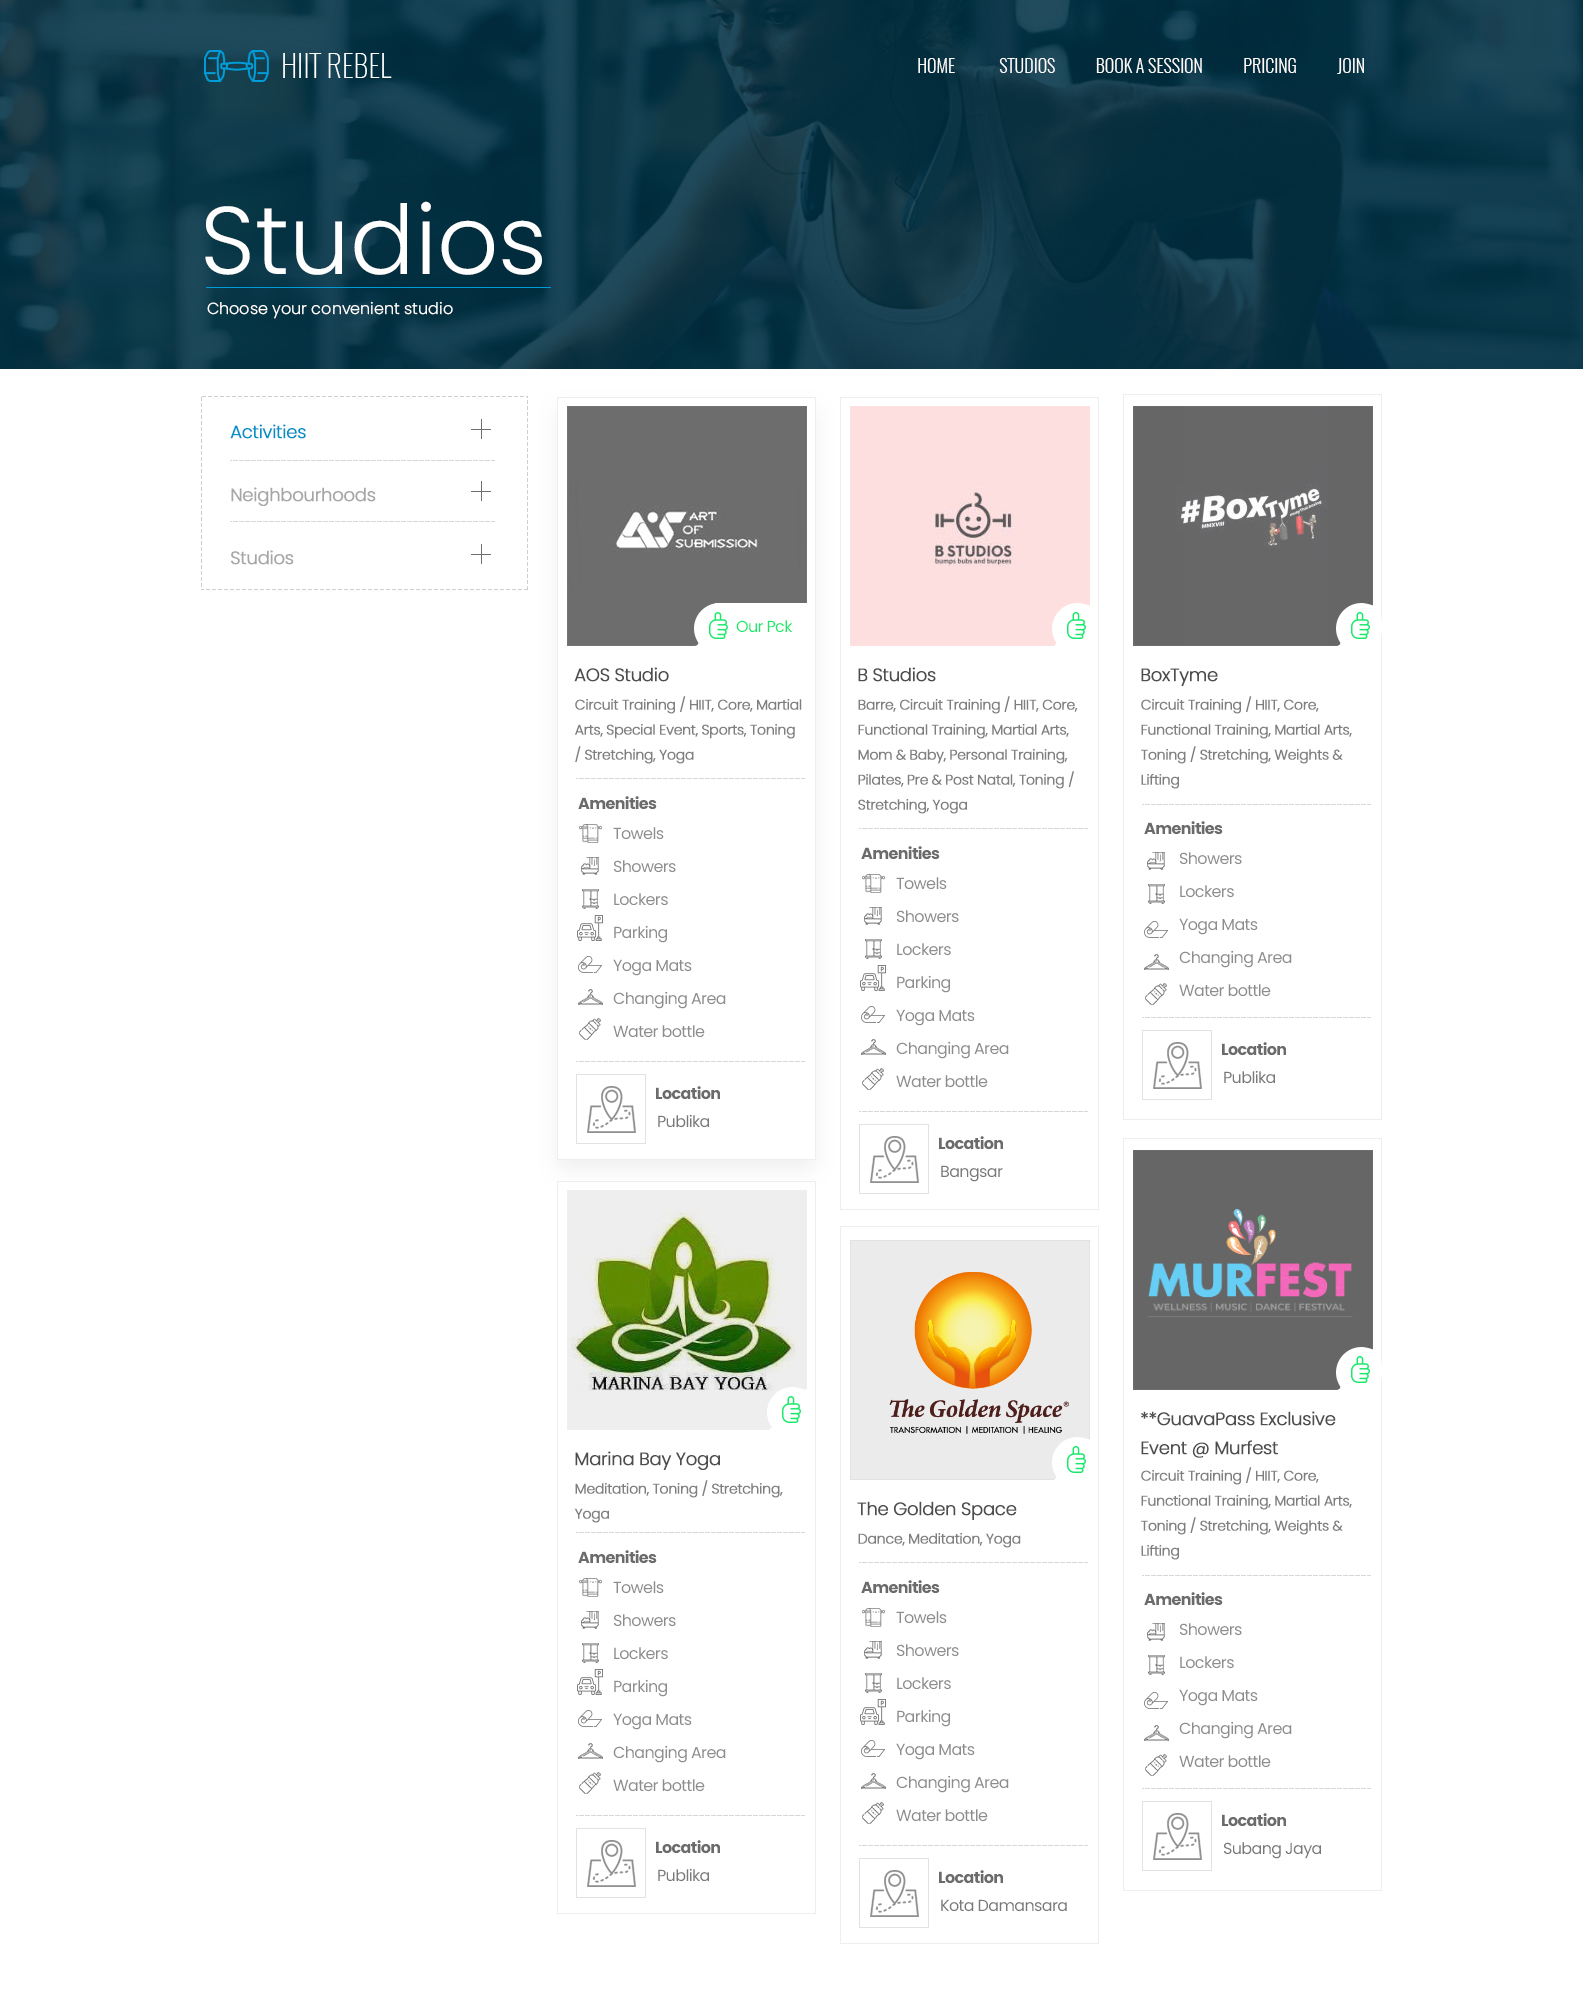 HIIT REBEL
HOME STUDIOS BOOK A SESSION PRICING JOIN
Studios
Choose your convenient studio
Activities
Neighbourhoods
Studios
ART
AOS OF
SUBMISSION
Our Pck
AOS Studio
Circuit Training / HIIT, Core, Martial
Arts, Special Event, Sports, Toning
/ Stretching, Yoga
Amenities
Towels
Showers
Lockers
P
Parking
Yoga Mats
Changing Area
Water bottle
Location
Publika
MARINA BAY YOGA
Marina Bay Yoga
Meditation, Toning / Stretching,
Yoga
Amenities
Towels
Showers
Lockers
P
Parking
Yoga Mats
Changing Area
Water bottle
Location
Publika
B STUDIOS
bumps bubs and burpees
B Studios
Barre, Circuit Training / HIIT, Core,
Functional Training, Martial Arts,
Mom & Baby, Personal Training,
Pilates, Pre & Post Natal, Toning /
Stretching, Yoga
Amenities
Towels
Showers
Lockers
P
Parking
Yoga Mats
Changing Area
Water bottle
Location
Bangsar
The Golden Space®
TRANSFORMATION | MEDITATION | HEALING
The Golden Space
Dance, Meditation, Yoga
Amenities
Towels
Showers
Lockers
P
Parking
Yoga Mats
Changing Area
Water bottle
Location
Kota Damansara
#BoxTyme
MMXVIII
BoxTyme
Circuit Training / HIIT, Core,
Functional Training, Martial Arts,
Toning / Stretching, Weights &
Lifting
Amenities
Showers
Lockers
Yoga Mats
Changing Area
Water bottle
Location
Publika
MURFEST
WELLNESS | MUSIC | DANCE | FESTIVAL
**GuavaPass Exclusive
Event @ Murfest
Circuit Training / HIIT, Core,
Functional Training, Martial Arts,
Toning / Stretching, Weights &
Lifting
Amenities
Showers
Lockers
Yoga Mats
Changing Area
Water bottle
Location
Subang Jaya